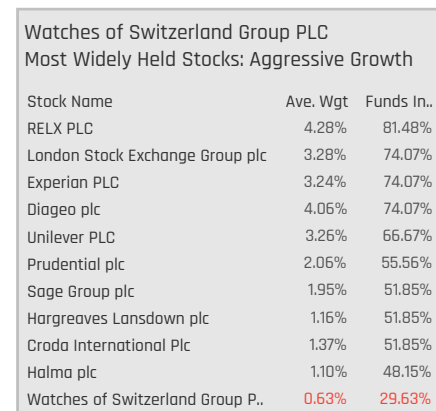 Watches of Switzerland Group PLC
Most Widely Held Stocks: Aggressive Growth
Stock Name Ave. Wgt Funds In..
RELX PLC 4.28% 81.48%
London Stock Exchange Group plc 3.28% 74.07%
Experian PLC 3.24% 74.07%
Diageo plc 4.06% 74.07%
Unilever PLC 3.26% 66.67%
Prudential plc 2.06% 55.56%
Sage Group plc 1.95% 51.85%
Hargreaves Lansdown plc 1.16% 51.85%
Croda International Plc 1.37% 51.85%
Halma plc 1.10% 48.15%
Watches of Switzerland Group P.. 0.63% 29.63%